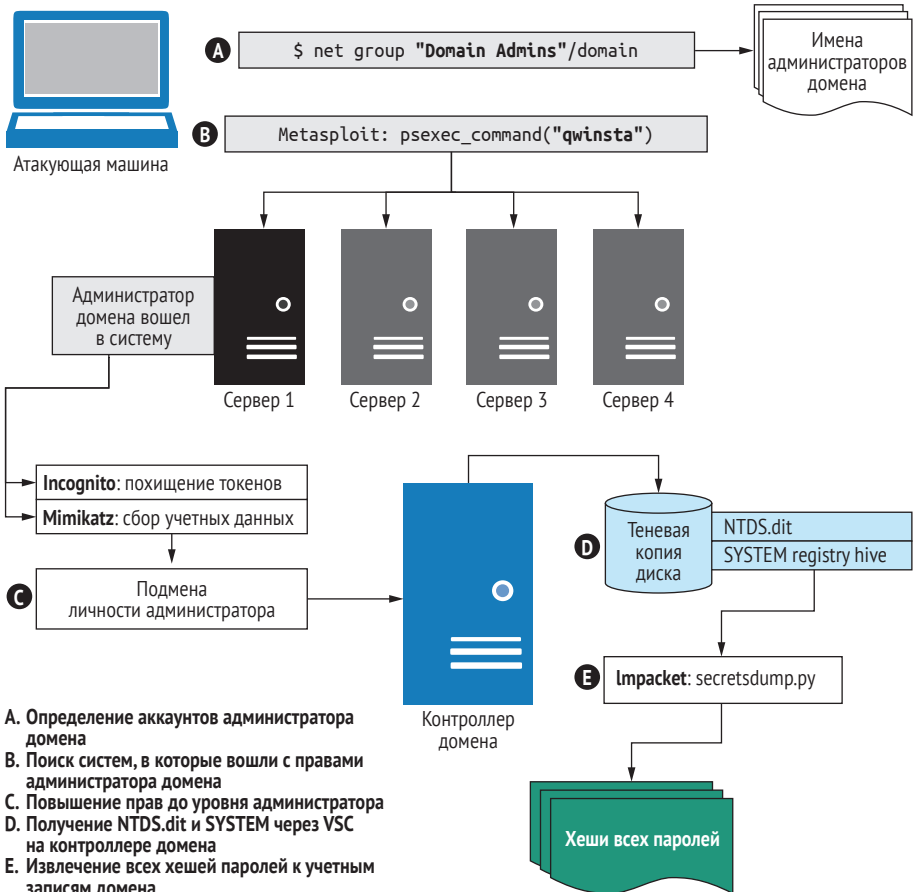 A
$ net group "Domain Admins"/domain
Имена
администраторов
домена
B
Metasploit: psexec_command("qwinsta")
Атакующая машина
Администратор
домена вошел
в систему
Сервер 1
Сервер 2
Сервер 3
Сервер 4
Incognito: похищение токенов
Mimikatz: сбор учетных данных
C
Подмена
личности администратора
Контроллер
домена
D
Теневая
копия
диска
NTDS.dit
SYSTEM registry hive
E
Impacket: secretsdump.py
Хеши всех паролей
A. Определение аккаунтов администратора
домена
B. Поиск систем, в которые вошли с правами
администратора домена
C. Повышение прав до уровня администратора
D. Получение NTDS.dit и SYSTEM через VSC
на контроллере домена
E. Извлечение всех хешей паролей к учетным
записям домена